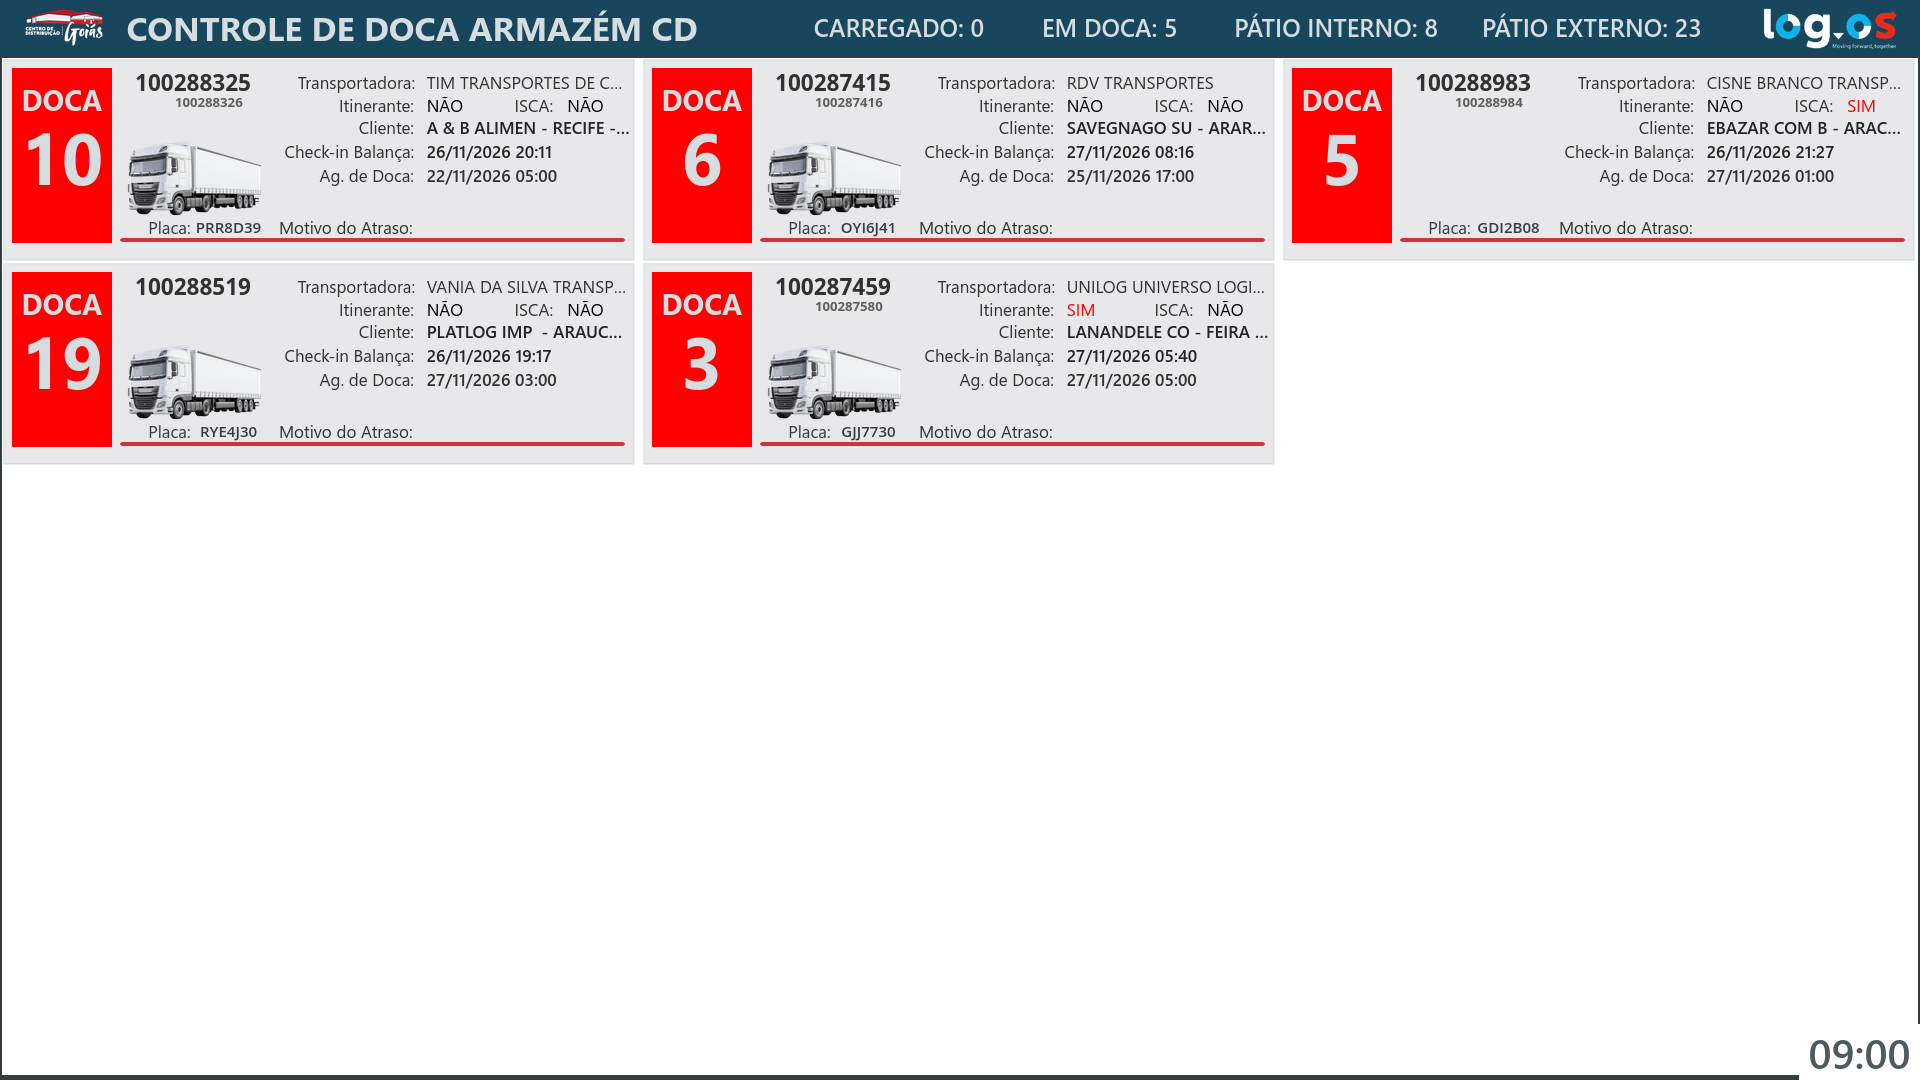 CENTRO DE DISTRIBUIÇÃO Goiás
CONTROLE DE DOCA ARMAZÉM CD
CARREGADO: 0
EM DOCA: 5
PÁTIO INTERNO: 8
PÁTIO EXTERNO: 23
log.os
Moving forward, together
DOCA
10
100288325
100288326
Transportadora: TIM TRANSPORTES DE C...
Itinerante: NÃO ISCA: NÃO
Cliente: A & B ALIMEN - RECIFE -...
Check-in Balança: 26/11/2026 20:11
Ag. de Doca: 22/11/2026 05:00
Placa: PRR8D39 Motivo do Atraso:
DOCA
6
100287415
100287416
Transportadora: RDV TRANSPORTES
Itinerante: NÃO ISCA: NÃO
Cliente: SAVEGNAGO SU - ARAR...
Check-in Balança: 27/11/2026 08:16
Ag. de Doca: 25/11/2026 17:00
Placa: OYI6J41 Motivo do Atraso:
DOCA
5
100288983
100288984
Transportadora: CISNE BRANCO TRANSP...
Itinerante: NÃO ISCA: SIM
Cliente: EBAZAR COM B - ARAC...
Check-in Balança: 26/11/2026 21:27
Ag. de Doca: 27/11/2026 01:00
Placa: GDI2B08 Motivo do Atraso:
DOCA
19
100288519
Transportadora: VANIA DA SILVA TRANSP...
Itinerante: NÃO ISCA: NÃO
Cliente: PLATLOG IMP - ARAUC...
Check-in Balança: 26/11/2026 19:17
Ag. de Doca: 27/11/2026 03:00
Placa: RYE4J30 Motivo do Atraso:
DOCA
3
100287459
100287580
Transportadora: UNILOG UNIVERSO LOGI...
Itinerante: SIM ISCA: NÃO
Cliente: LANANDELE CO - FEIRA ...
Check-in Balança: 27/11/2026 05:40
Ag. de Doca: 27/11/2026 05:00
Placa: GJJ7730 Motivo do Atraso:
09:00